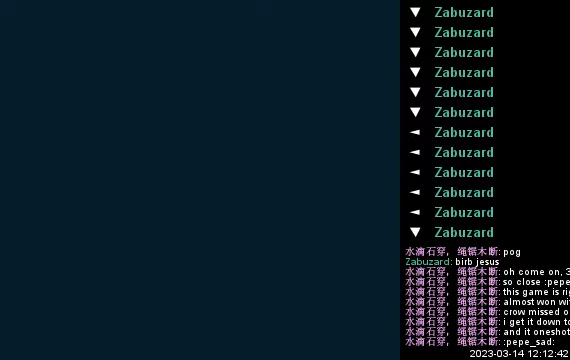 ▼ Zabuzard
▼ Zabuzard
▼ Zabuzard
▼ Zabuzard
▼ Zabuzard
▼ Zabuzard
◄ Zabuzard
◄ Zabuzard
◄ Zabuzard
◄ Zabuzard
◄ Zabuzard
▼ Zabuzard
水滴石穿, 绳锯木断: pog
Zabuzard: birb jesus
水滴石穿, 绳锯木断: oh come on, 3
水滴石穿, 绳锯木断: so close :pepe
水滴石穿, 绳锯木断: this game is rig
水滴石穿, 绳锯木断: almost won wit
水滴石穿, 绳锯木断: crow missed o
水滴石穿, 绳锯木断: i get it down to
水滴石穿, 绳锯木断: and it oneshot
水滴石穿, 绳锯木断: :pepe_sad:
2023-03-14 12:12:42